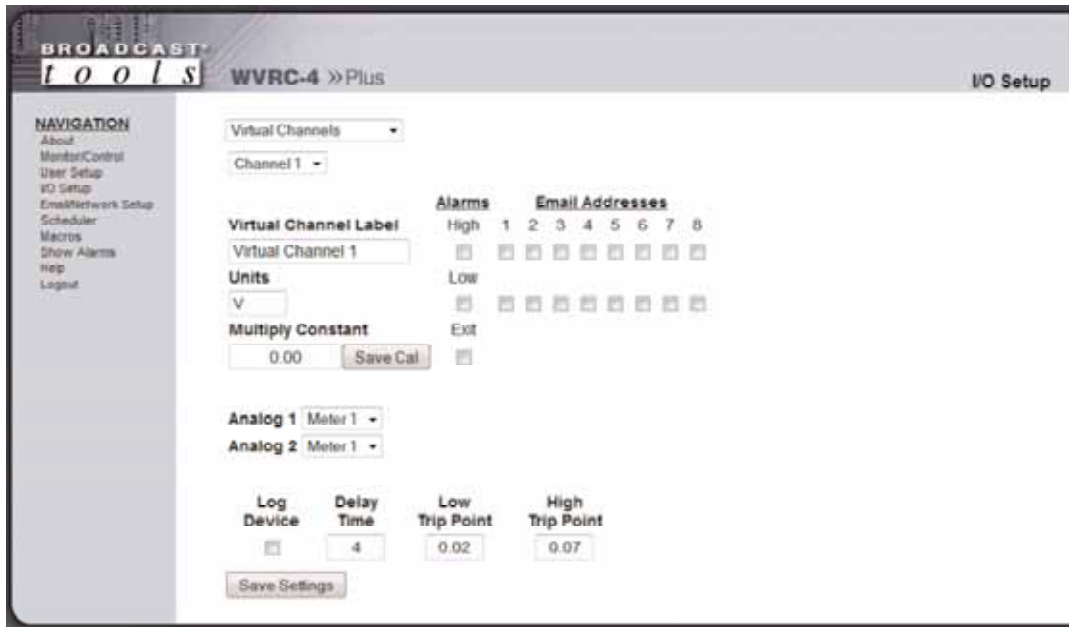 BROADCAST
tools
WVRC-4 »Plus
I/O Setup
NAVIGATION
About
Monitor/Control
User Setup
I/O Setup
Email/Network Setup
Scheduler
Macros
Show Alarms
Help
Logout
Virtual Channels
Channel 1
Alarms Email Addresses
Virtual Channel Label High 1 2 3 4 5 6 7 8
Virtual Channel 1
Units Low
V
Multiply Constant Exit
0.00 Save Cal
Analog 1 Meter 1
Analog 2 Meter 1
Log Device Delay Time Low Trip Point High Trip Point
4 0.02 0.07
Save Settings